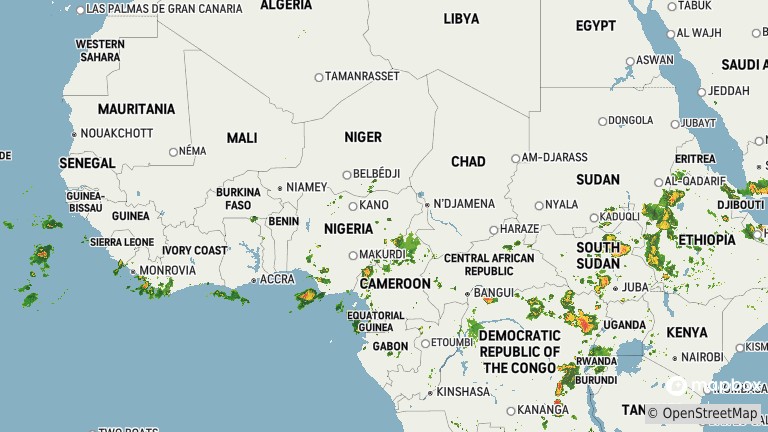 LAS PALMAS DE GRAN CANARIA
ALGERIA
LIBYA
EGYPT
TABUK
AL WAJH
WESTERN
SAHARA
TAMANRASSET
ASWAN
SAUDI A
JEDDAH
MAURITANIA
NOUAKCHOTT
MALI
NIGER
DONGOLA
JUBAYT
DE
SENEGAL
NÉMA
BELBÉDJI
CHAD
AM-DJARASS
ERITREA
SUDAN
AL-QADARIF
GUINEA-
BISSAU
BURKINA
FASO
NIAMEY
KANO
N'DJAMENA
NYALA
KADUQLI
DJIBOUTI
GUINEA
BENIN
NIGERIA
HARAZE
H
SIERRA LEONE
IVORY COAST
MAKURDI
CENTRAL AFRICAN
REPUBLIC
SOUTH
SUDAN
ETHIOPIA
MONROVIA
ACCRA
CAMEROON
BANGUI
JUBA
EQUATORIAL
GUINEA
UGANDA
KENYA
GABON
ETOUMBI
DEMOCRATIC
REPUBLIC OF
THE CONGO
RWANDA
NAIROBI
KISM
BURUNDI
KINSHASA
mapbox
KANANGA
TAN
© OpenStreetMap
TWO BOATS